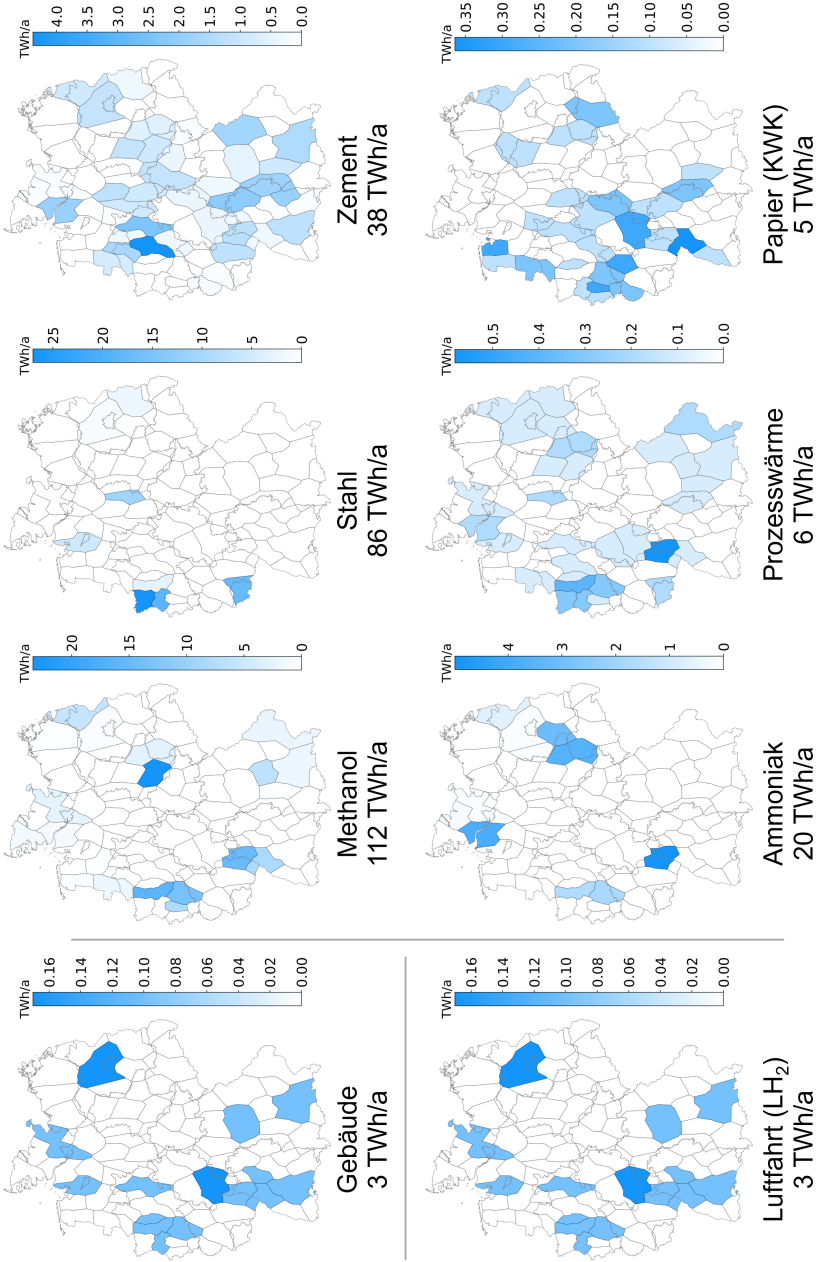 TWh/a
0.16
0.14
0.12
0.10
0.08
0.06
0.04
0.02
0.00
Gebäude
3 TWh/a
TWh/a
20
15
10
5
0
Methanol
112 TWh/a
TWh/a
25
20
15
10
5
0
Stahl
86 TWh/a
TWh/a
4.0
3.5
3.0
2.5
2.0
1.5
1.0
0.5
0.0
Zement
38 TWh/a
TWh/a
0.16
0.14
0.12
0.10
0.08
0.06
0.04
0.02
0.00
Luftfahrt (LH₂)
3 TWh/a
TWh/a
4
3
2
1
0
Ammoniak
20 TWh/a
TWh/a
0.5
0.4
0.3
0.2
0.1
0.0
Prozesswärme
6 TWh/a
TWh/a
0.35
0.30
0.25
0.20
0.15
0.10
0.05
0.00
Papier (KWK)
5 TWh/a